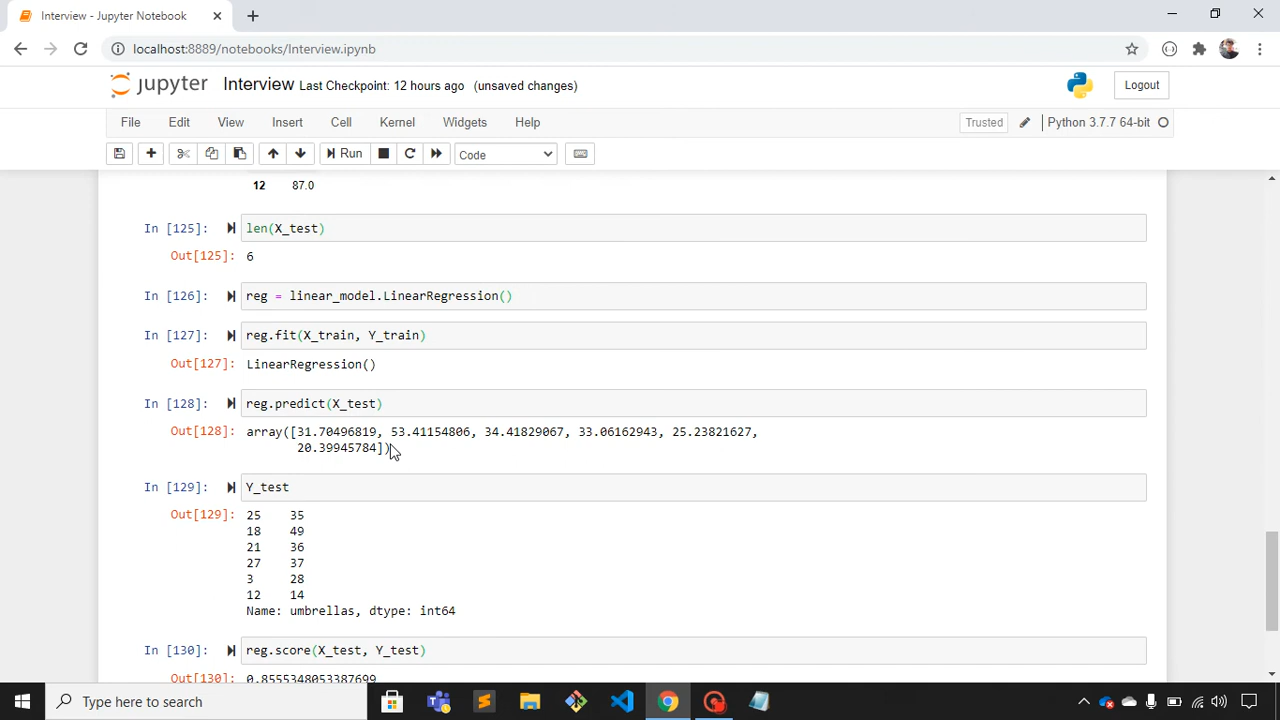 Interview - Jupyter Notebook
localhost:8889/notebooks/Interview.ipynb
jupyter Interview Last Checkpoint: 12 hours ago (unsaved changes) Logout
File Edit View Insert Cell Kernel Widgets Help Trusted Python 3.7.7 64-bit
Run Code
12 87.0
In [125]: len(X_test)
Out[125]: 6
In [126]: reg = linear_model.LinearRegression()
In [127]: reg.fit(X_train, Y_train)
Out[127]: LinearRegression()
In [128]: reg.predict(X_test)
Out[128]: array([31.70496819, 53.41154806, 34.41829067, 33.06162943, 25.23821627,
20.39945784])
In [129]: Y_test
Out[129]: 25 35
18 49
21 36
27 37
3 28
12 14
Name: umbrellas, dtype: int64
In [130]: reg.score(X_test, Y_test)
Out[130]: 0.8555348053387699
Type here to search